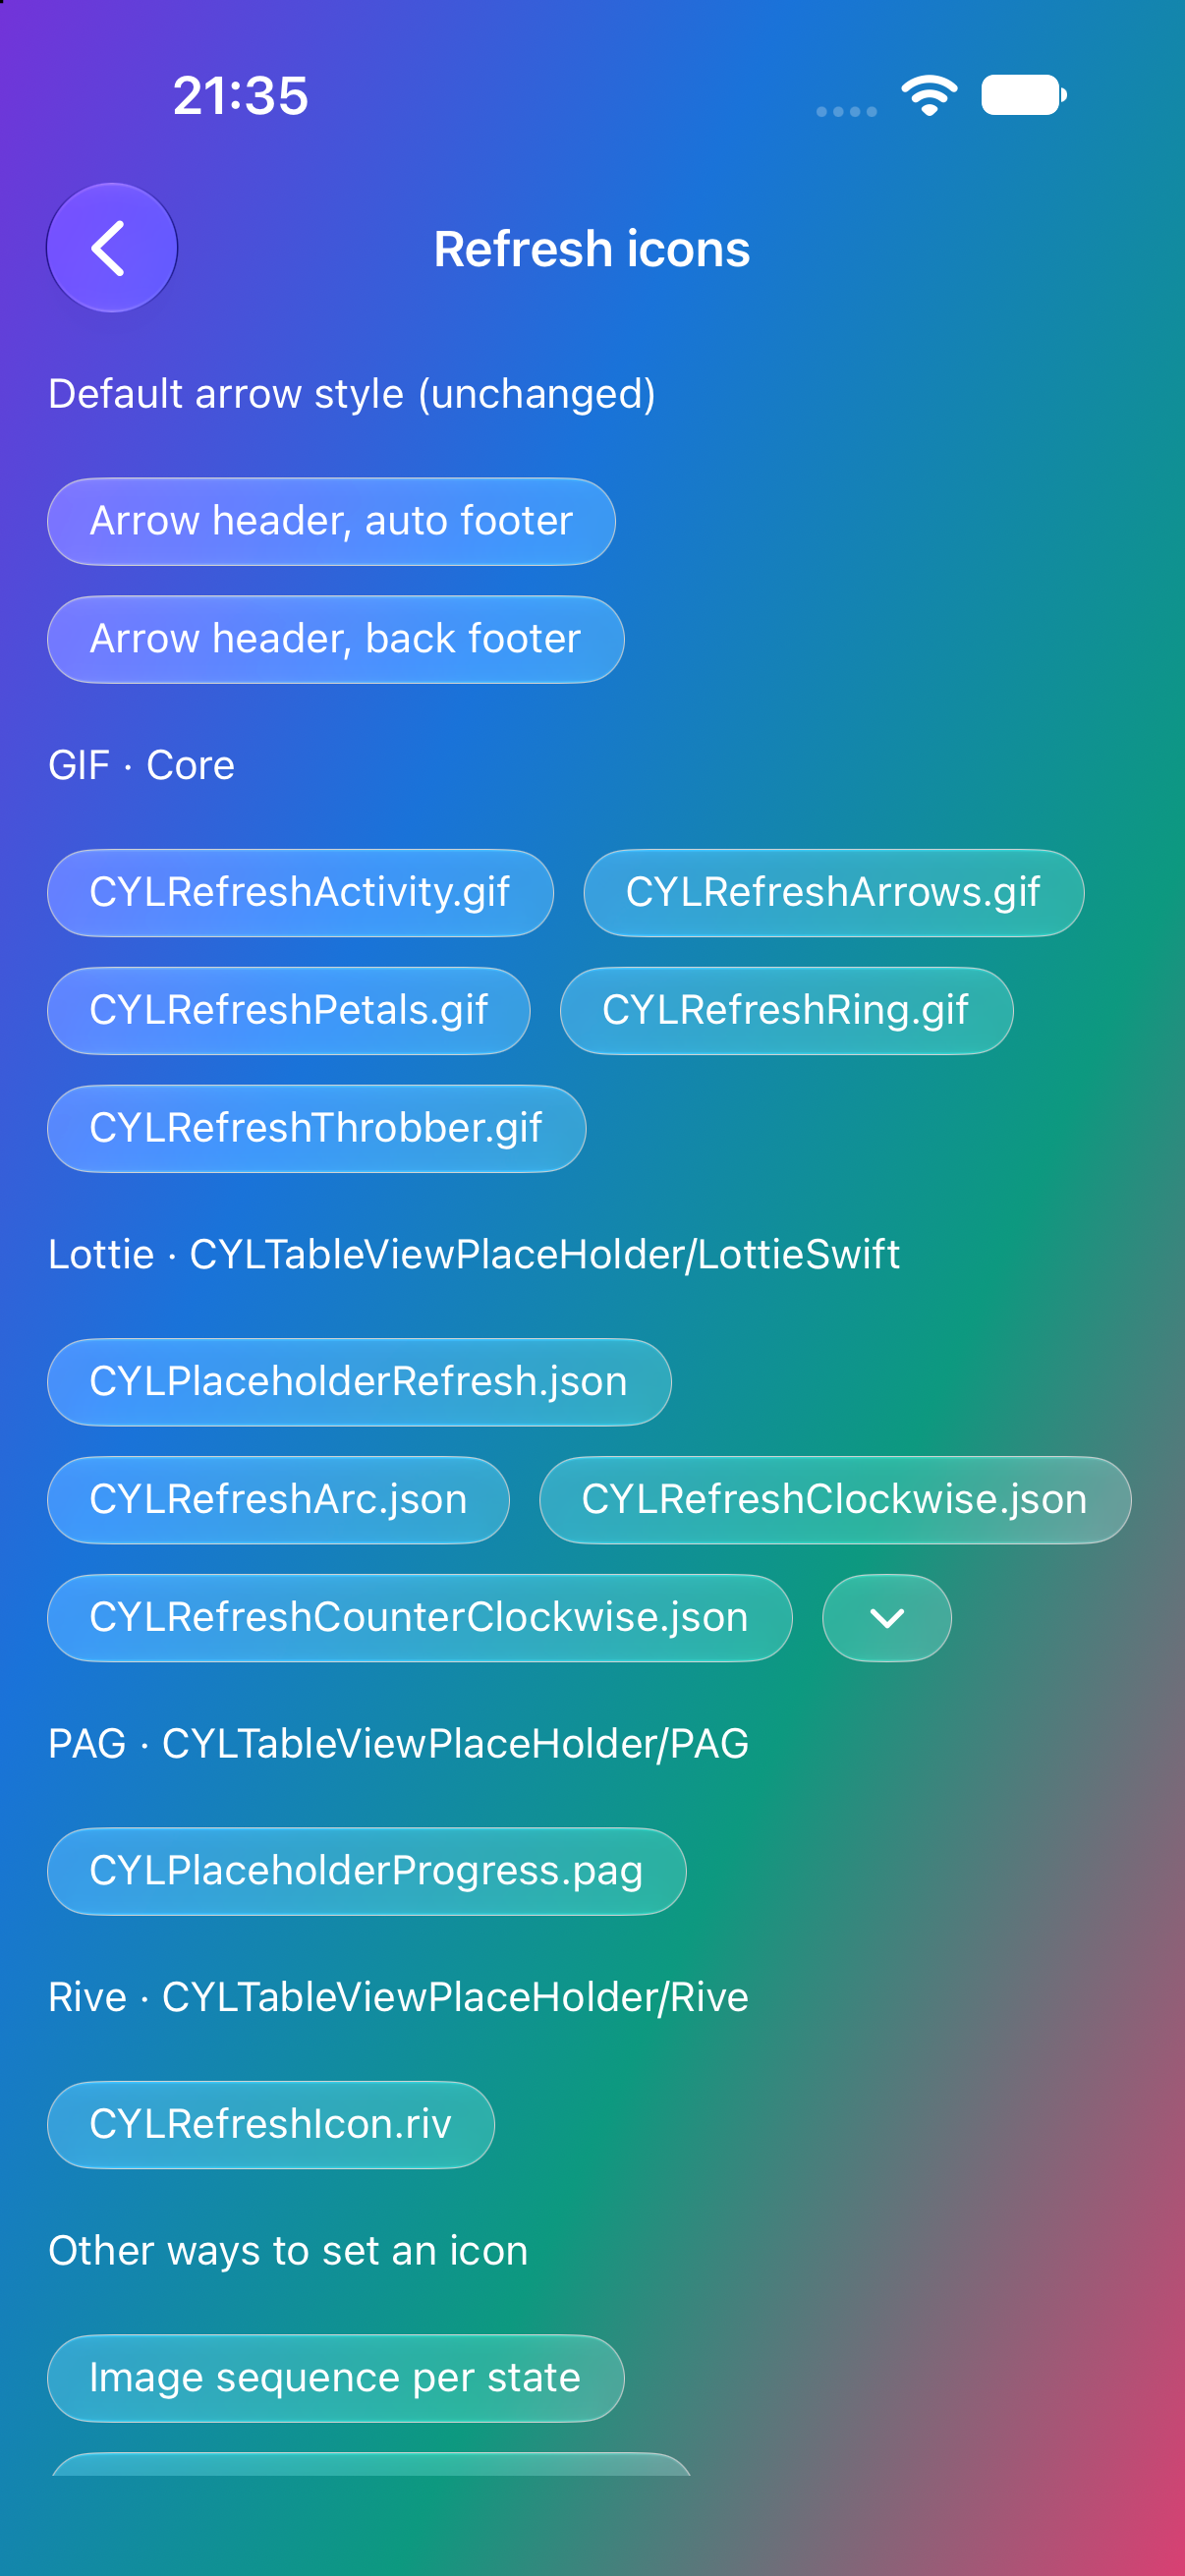 21:35
Refresh icons
Default arrow style (unchanged)
Arrow header, auto footer
Arrow header, back footer
GIF · Core
CYLRefreshActivity.gif
CYLRefreshArrows.gif
CYLRefreshPetals.gif
CYLRefreshRing.gif
CYLRefreshThrobber.gif
Lottie · CYLTableViewPlaceHolder/LottieSwift
CYLPlaceholderRefresh.json
CYLRefreshArc.json
CYLRefreshClockwise.json
CYLRefreshCounterClockwise.json
PAG · CYLTableViewPlaceHolder/PAG
CYLPlaceholderProgress.pag
Rive · CYLTableViewPlaceHolder/Rive
CYLRefreshIcon.riv
Other ways to set an icon
Image sequence per state